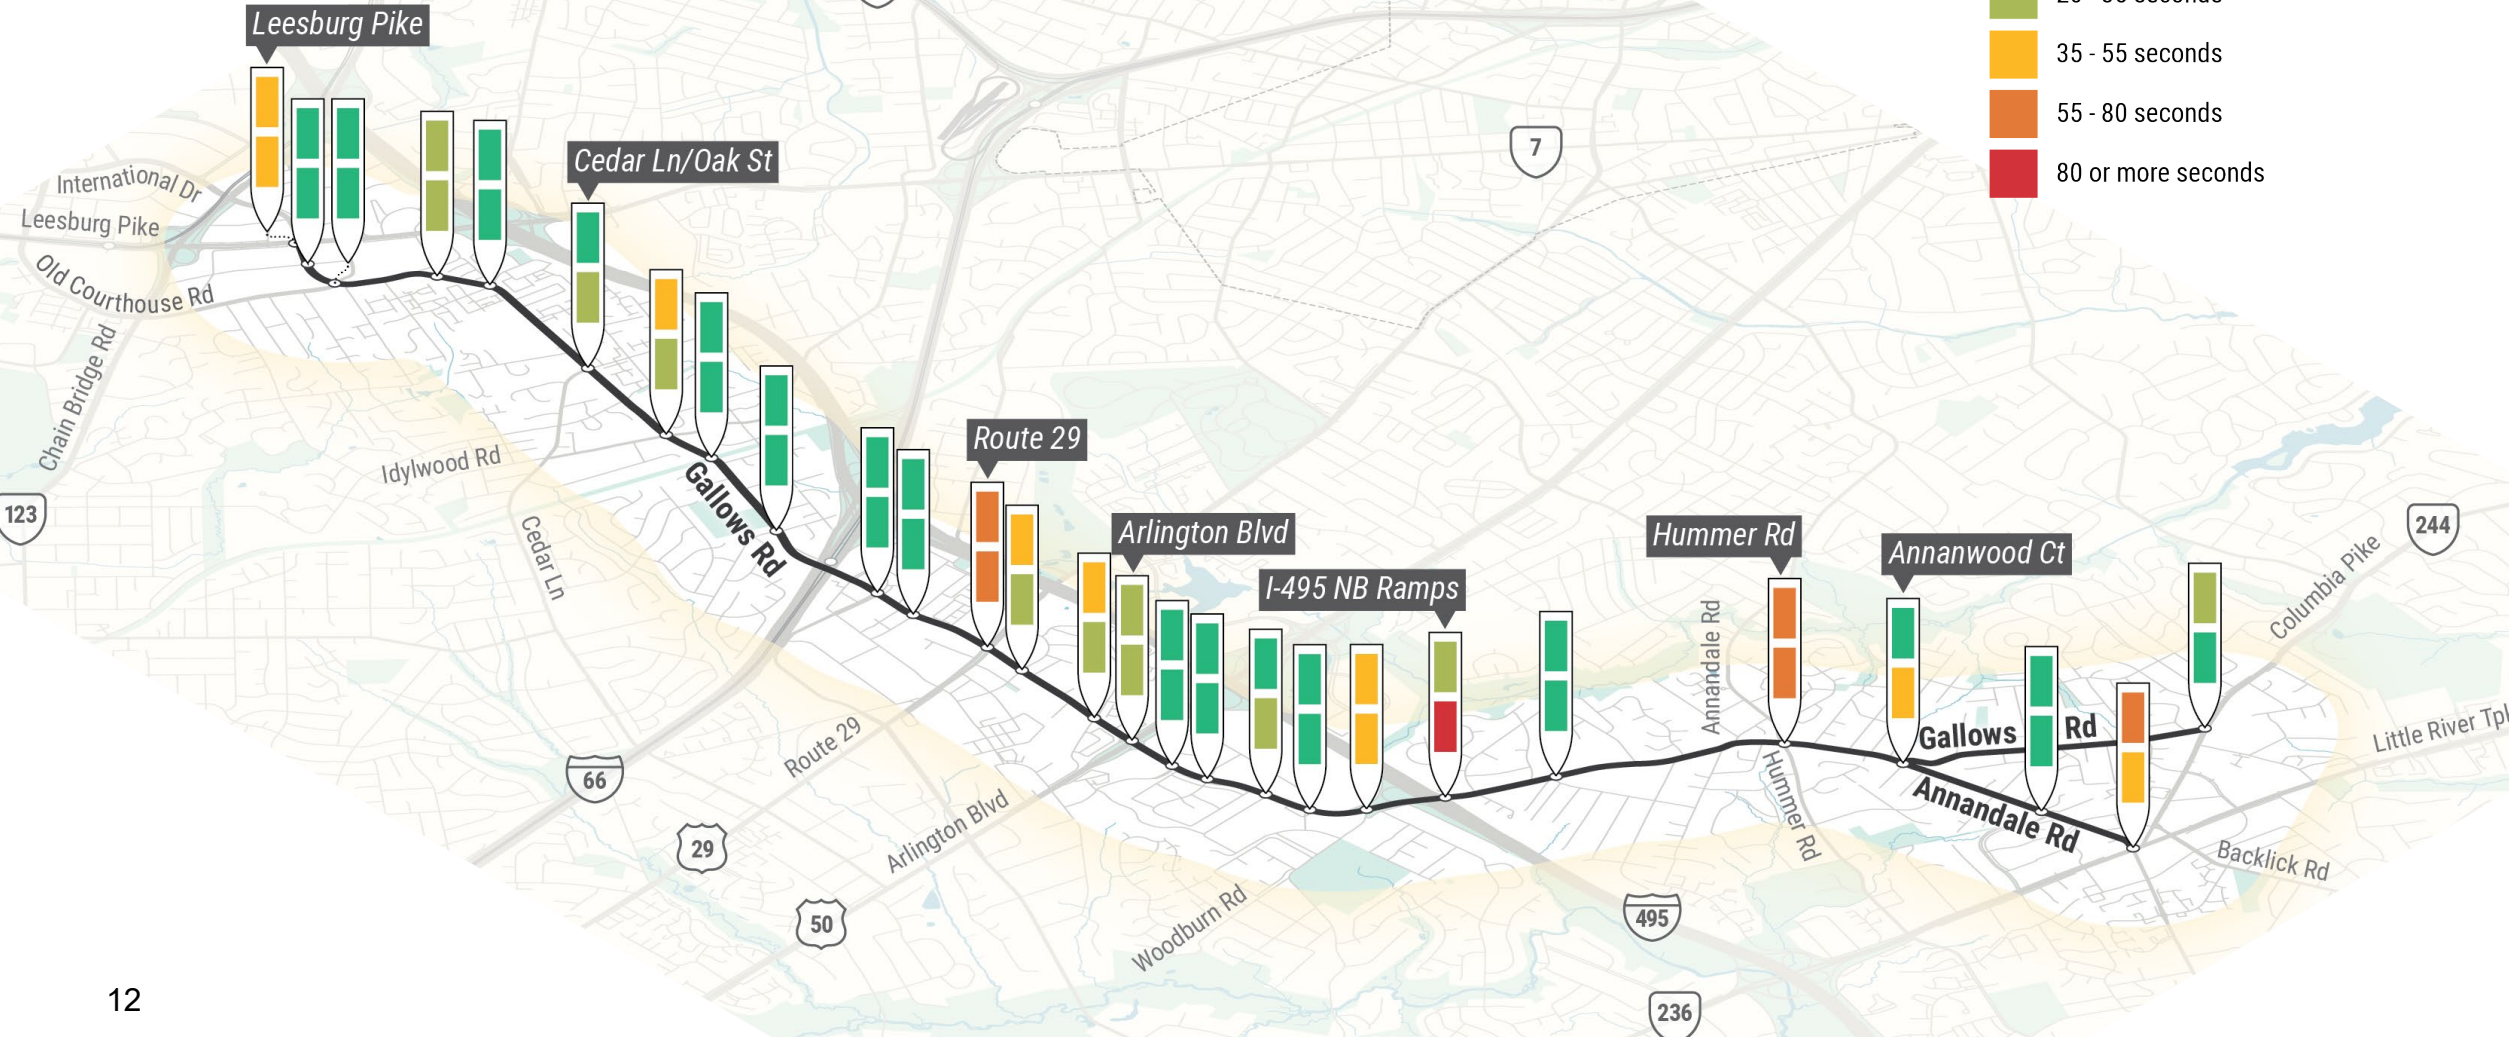 Leesburg Pike
35 - 55 seconds
55 - 80 seconds
80 or more seconds
7
Cedar Ln/Oak St
International Dr
Leesburg Pike
Old Courthouse Rd
Chain Bridge Rd
Idylwood Rd
123
Cedar Ln
Gallows Rd
Route 29
Arlington Blvd
I-495 NB Ramps
Hummer Rd
Annanwood Ct
244
Columbia Pike
Annandale Rd
Gallows Rd
Little River
Annandale Rd
Hummer Rd
Backlick Rd
Route 29
66
Arlington Blvd
29
50
Woodburn Rd
495
236
12